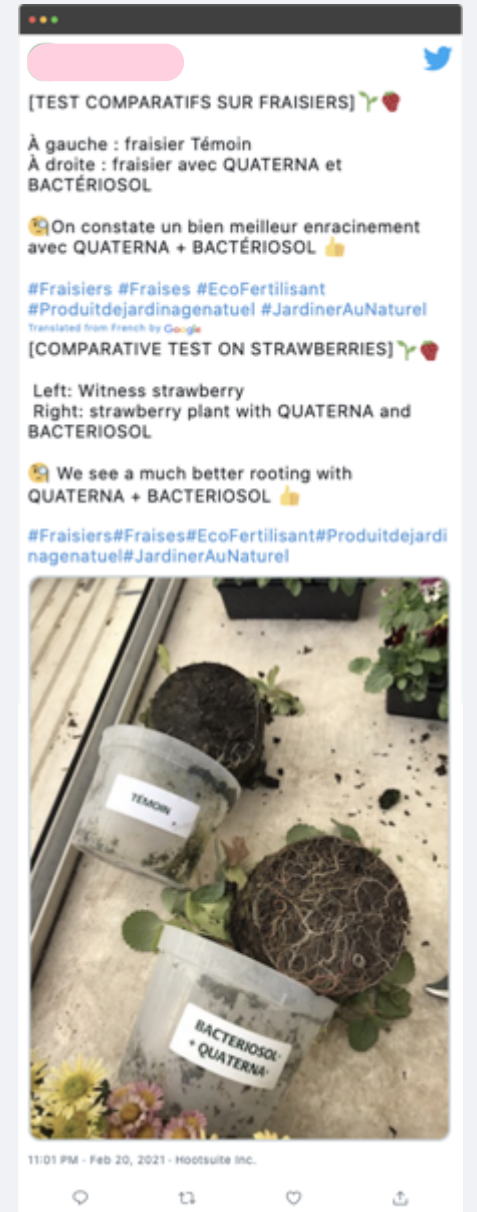 [TEST COMPARATIFS SUR FRAISIERS]🌱🍓
À gauche : fraisier Témoin
À droite : fraisier avec QUATERNA et
BACTÉRIOSOL
🧐On constate un bien meilleur enracinement
avec QUATERNA + BACTÉRIOSOL 👍
#Fraisiers #Fraises #EcoFertilisant
#Produitdejardinagenatuel #JardinerAuNaturel
Translated from French by Google
[COMPARATIVE TEST ON STRAWBERRIES]🌱🍓
Left: Witness strawberry
Right: strawberry plant with QUATERNA and
BACTERIOSOL
🧐 We see a much better rooting with
QUATERNA + BACTERIOSOL 👍
#Fraisiers#Fraises#EcoFertilisant#Produitdejardi
nagenatuel#JardinerAuNaturel
TEMOIN
BACTERIOSOL
+ QUATERNA
11:01 PM · Feb 20, 2021 · Hootsuite Inc.